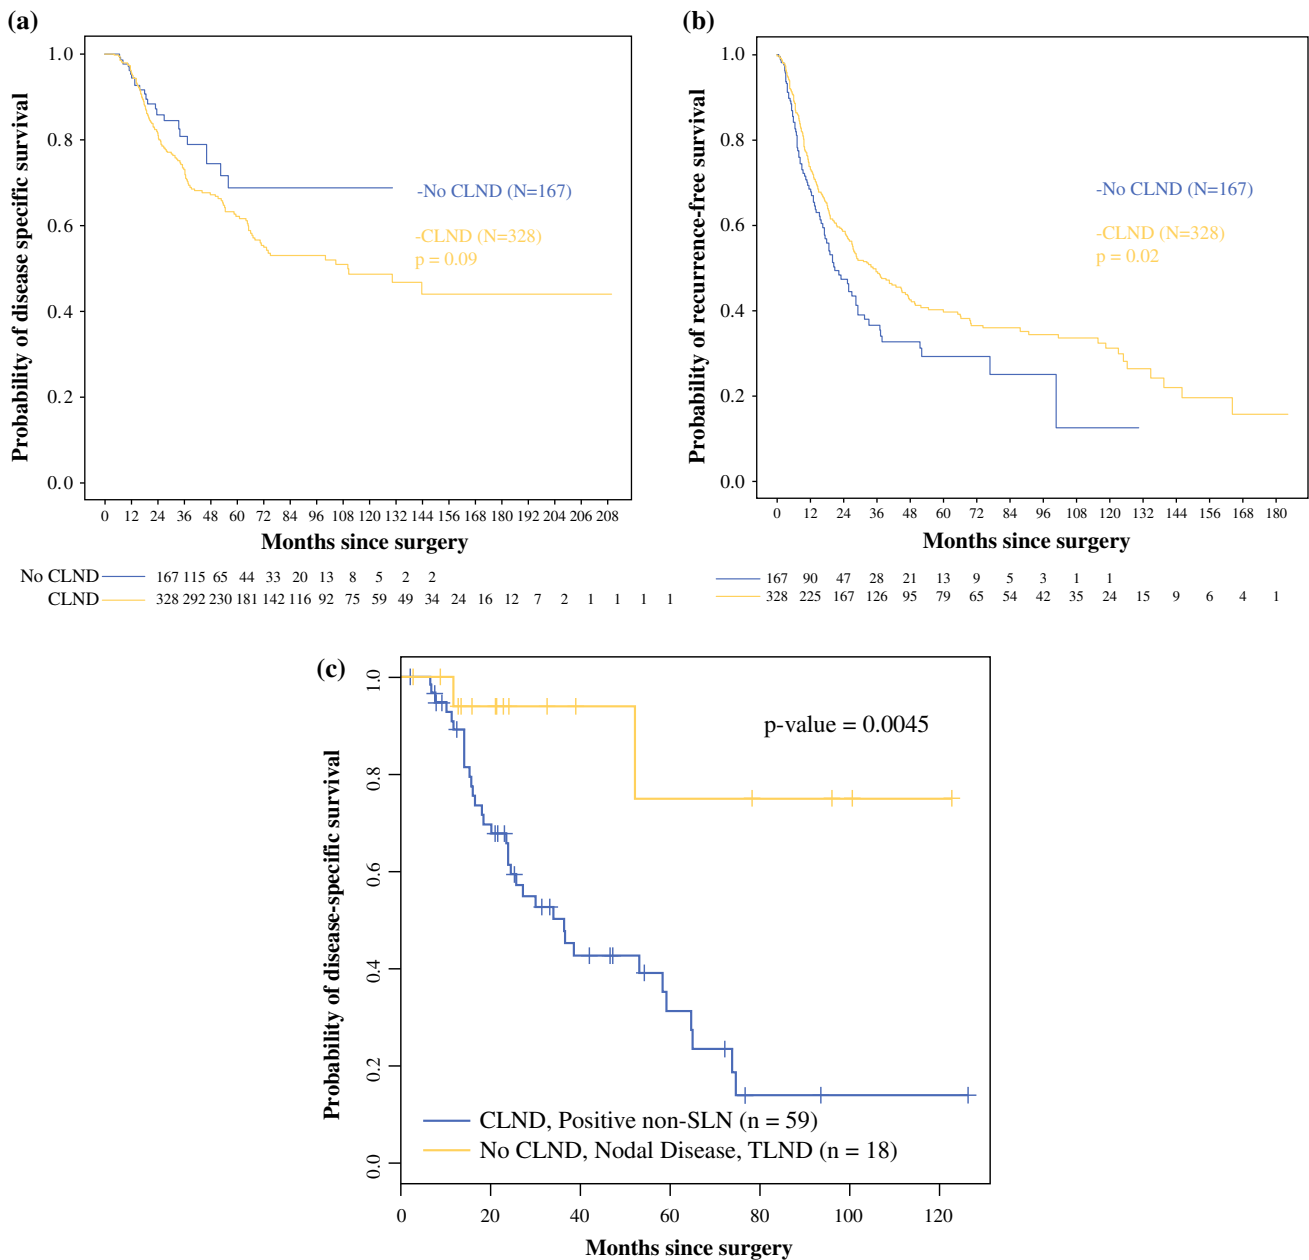 (a)
Probability of disease specific survival
1.0
0.8
0.6
0.4
0.2
0.0
-No CLND (N=167)
-CLND (N=328)
p = 0.09
0 12 24 36 48 60 72 84 96 108 120 132 144 168 192 204 206 208
Months since surgery
No CLND 167 115 65 44 33 20 13 8 5 2 2
CLND 328 292 230 181 142 116 92 75 59 49 34 24 16 12 7 2 1 1 1 1
(b)
Probability of recurrence-free survival
1.0
0.8
0.6
0.4
0.2
0.0
-No CLND (N=167)
-CLND (N=328)
p = 0.02
0 12 24 36 48 60 72 84 96 108 120 132 144 156 168 180
Months since surgery
167 90 47 28 21 13 9 5 3 1 1
328 225 167 126 95 79 65 54 42 35 24 15 9 6 4 1
(c)
Probability of disease-specific survival
1.0
0.8
0.6
0.4
0.2
0.0
p-value = 0.0045
CLND, Positive non-SLN (n = 59)
No CLND, Nodal Disease, TLND (n = 18)
0 20 40 60 80 100 120
Months since surgery